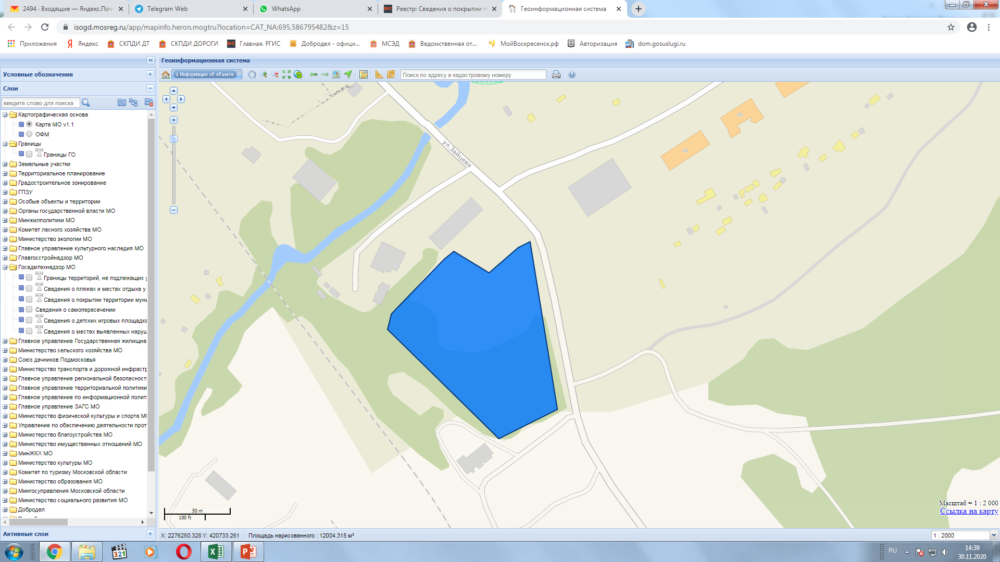 2494 · Входящие — Яндекс.Поч
Telegram Web
WhatsApp
Реестр: Сведения о покрытии т
Геоинформационная система
isogd.mosreg.ru/app/mapinfo.heron.mogtru?location=CAT_NA:695,586795482&z=15
Приложения
Яндекс
СКПДИ ДТ
СКПДИ ДОРОГИ
Главная. РГИС
Добродел - офици...
МСЭД
Ведомственная от...
МойВоскресенск.рф
Авторизация
dom.gosuslugi.ru
Геоинформационная система
Условные обозначения
Информация об объекте
Поиск по адресу и кадастровому номеру
Слои
введите слово для поиска
Картографическая основа
Карта МО v1.1
ОФМ
Границы
Границы ГО
Земельные участки
Территориальное планирование
Градостроительное зонирование
ГПЗУ
Особые объекты и территории
Органы государственной власти МО
Минжилполитики МО
Комитет лесного хозяйства МО
Министерство экологии МО
Главное управление культурного наследия МО
Главгосстройнадзор МО
Госадмтехнадзор МО
Границы территорий, не подлежащих у
Сведения о пляжах и местах отдыха у
Сведения о покрытии территории муни
Сведения о самопересечении
Сведения о детских игровых площадка
Сведения о местах выявленных наруш
Главное управление Государственная жилищна
Министерство сельского хозяйства МО
Союз дачников Подмосковья
Министерство транспорта и дорожной инфрастр
Главное управление региональной безопасност
Главное управление территориальной политики
Главное управление по информационной полит
Главное управление ЗАГС МО
Министерство физической культуры и спорта МО
Управление по обеспечению деятельности прот
Министерство благоустройства МО
Министерство имущественных отношений МО
МинЖКХ МО
Министерство культуры МО
Комитет по туризму Московской области
Министерство образования МО
Мингосуправления Московской области
Министерство социального развития МО
Добродел
Активные слои
ул.Зайцева
8А
6А
50 m
100 ft
Масштаб = 1 : 2 000
Ссылка на карту
X: 2276280.328 Y: 420733.261
Площадь нарисованного : 12004.315 м²
1 : 2000
321
RU
14:39
30.11.2020